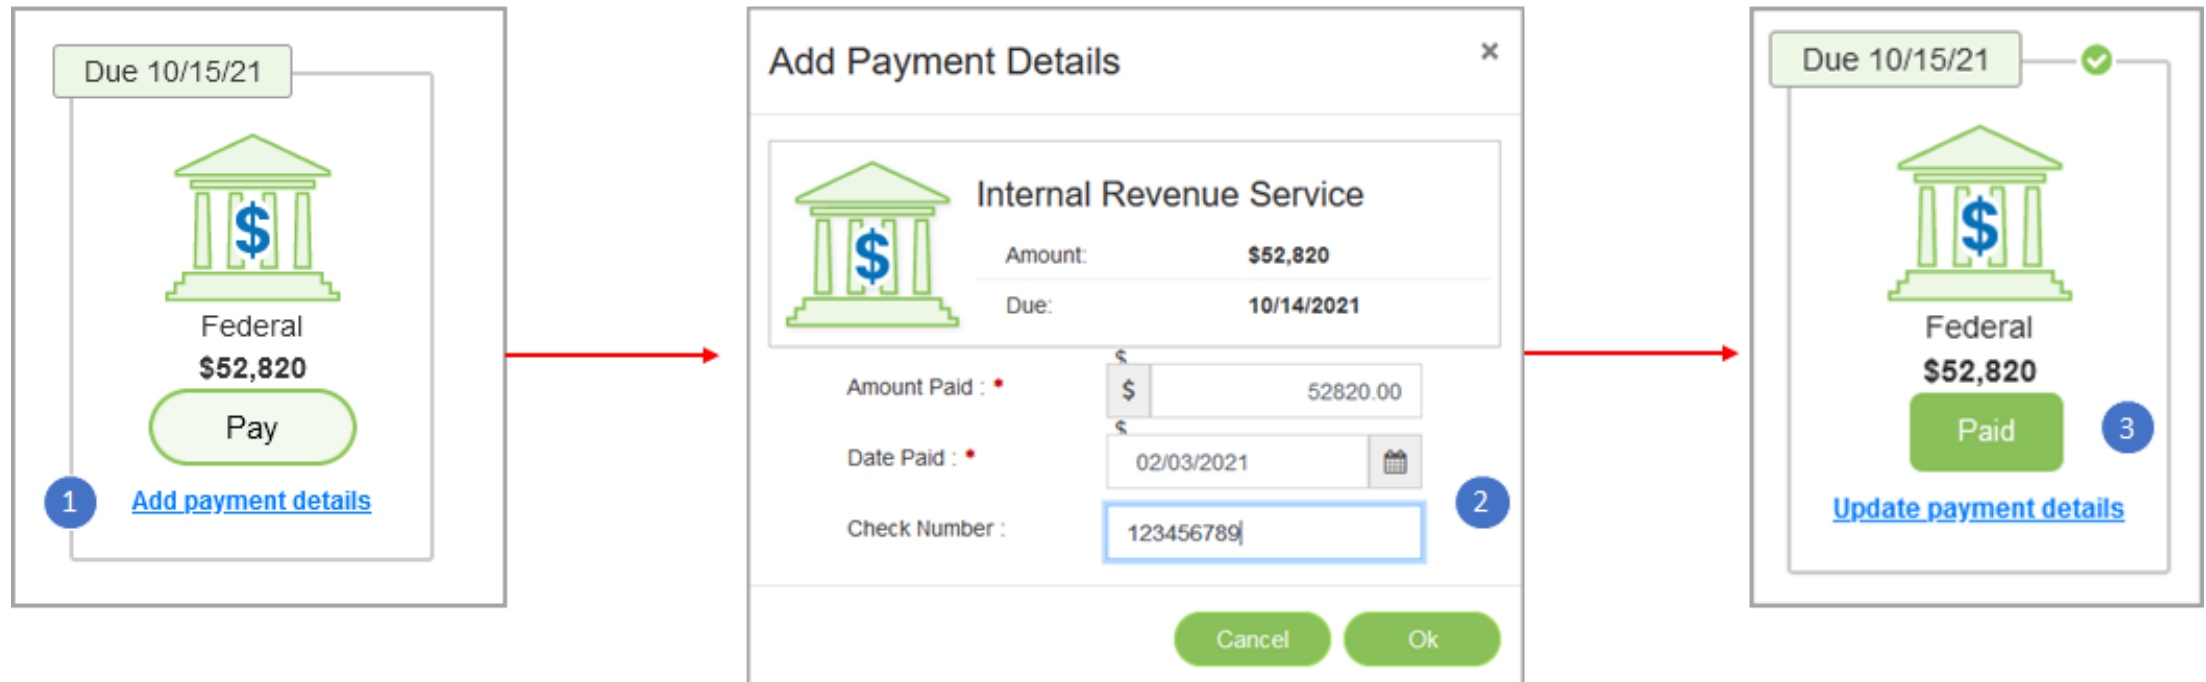 Due 10/15/21
$
Federal
$52,820
Pay
1
Add payment details
Add Payment Details ×
$
Internal Revenue Service
Amount: $52,820
Due: 10/14/2021
$
Amount Paid : • $ 52820.00
$
Date Paid : • 02/03/2021
2
Check Number : 123456789
Cancel Ok
Due 10/15/21
$
Federal
$52,820
Paid
3
Update payment details